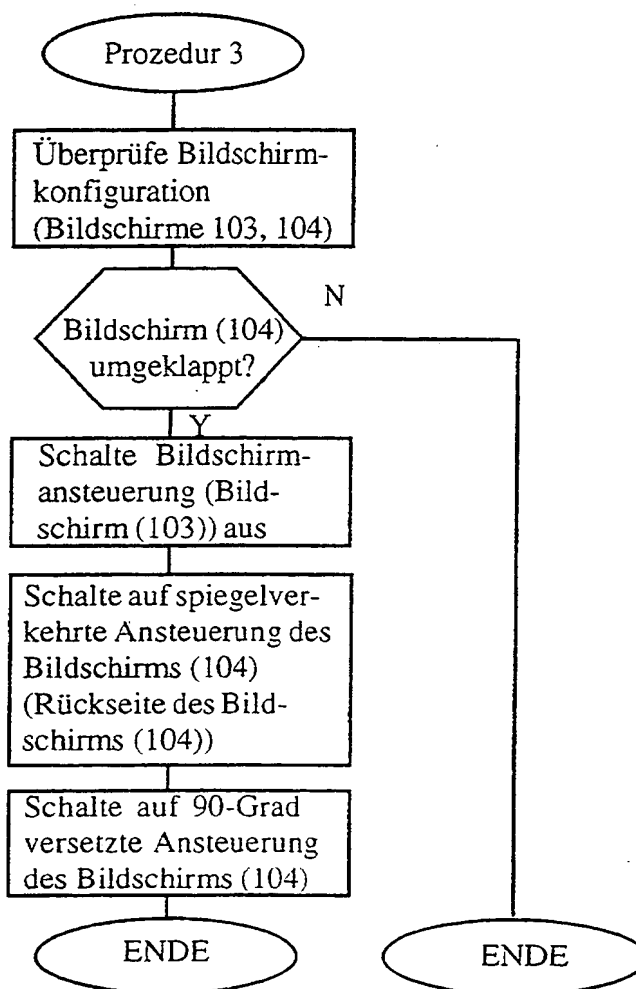 Prozedur 3
Überprüfe Bildschirm-
konfiguration
(Bildschirme 103, 104)
N
Bildschirm (104)
umgeklappt?
Y
Schalte Bildschirm-
ansteuerung (Bild-
schirm (103)) aus
Schalte auf spiegelver-
kehrte Ansteuerung des
Bildschirms (104)
(Rückseite des Bild-
schirms (104))
Schalte auf 90-Grad
versetzte Ansteuerung
des Bildschirms (104)
ENDE
ENDE